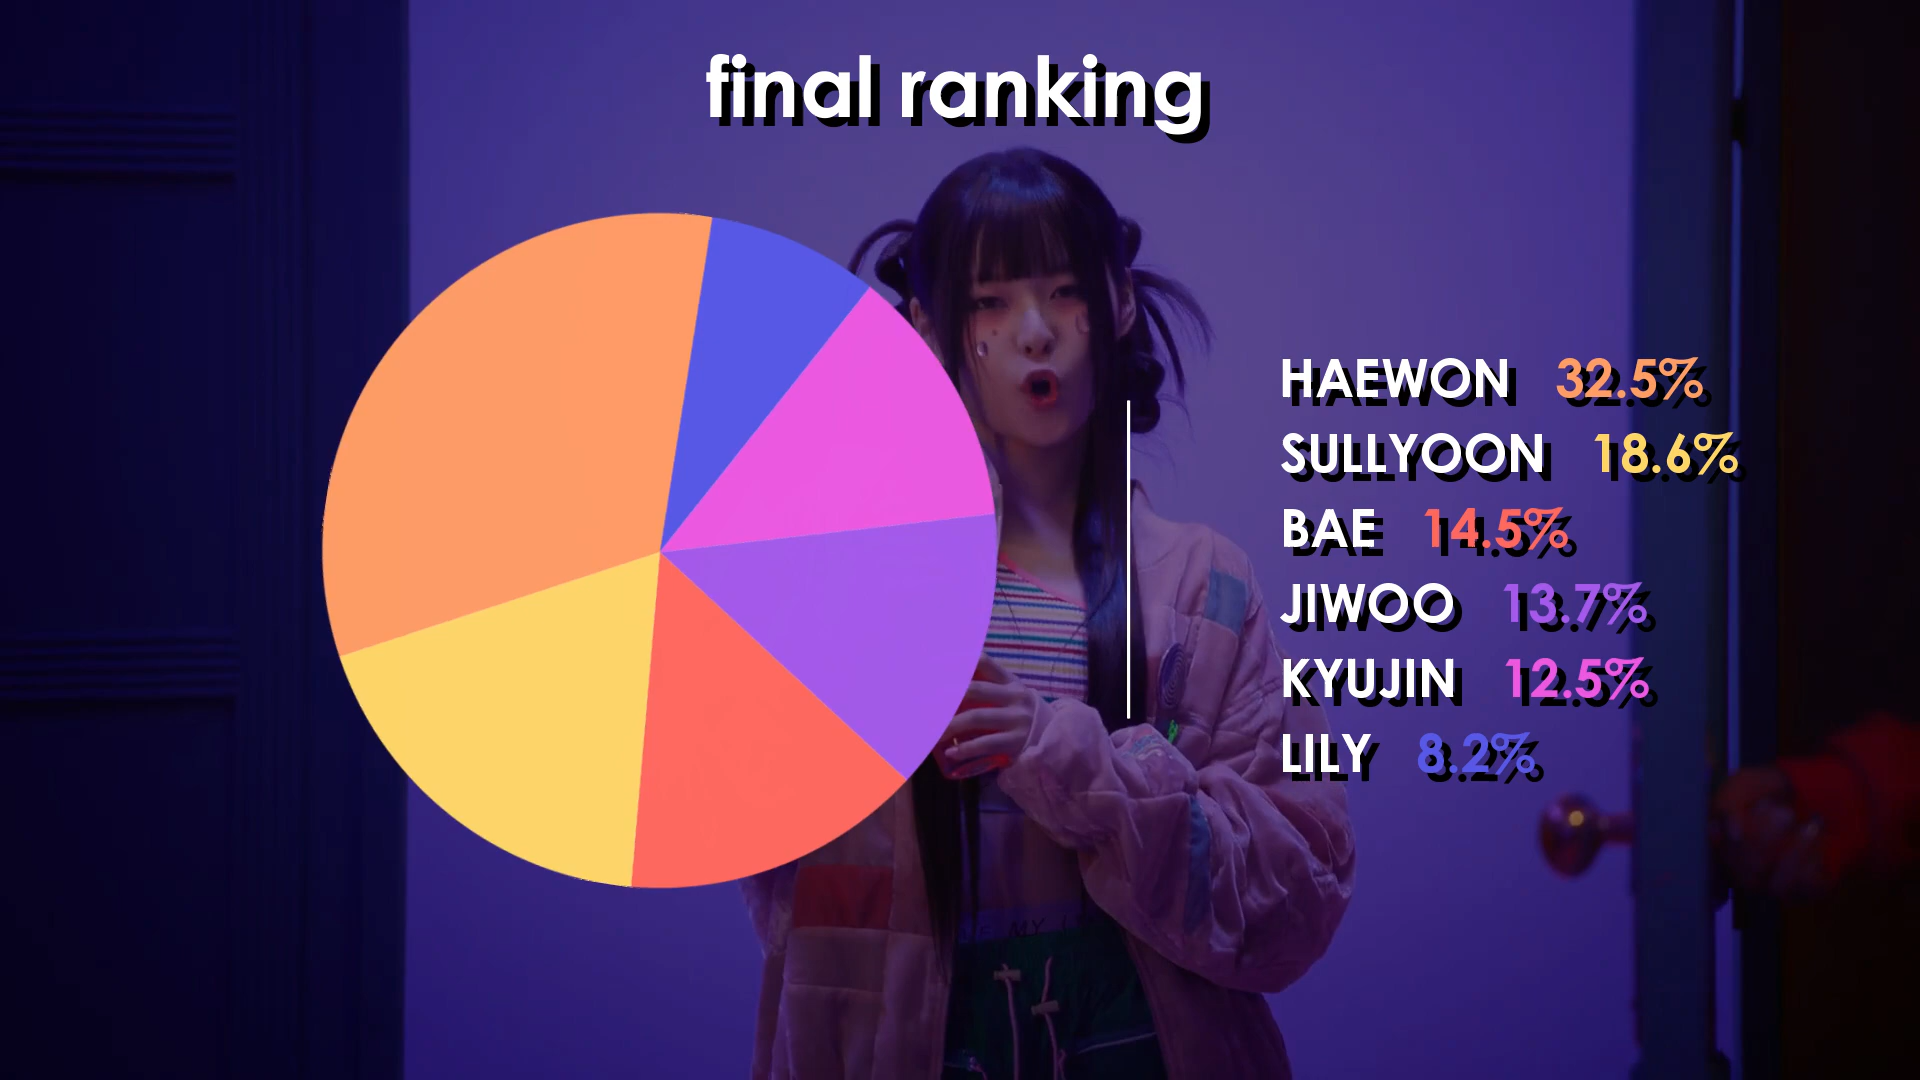 final ranking
HAEWON 32.5%
SULLYOON 18.6%
BAE 14.5%
JIWOO 13.7%
KYUJIN 12.5%
LILY 8.2%